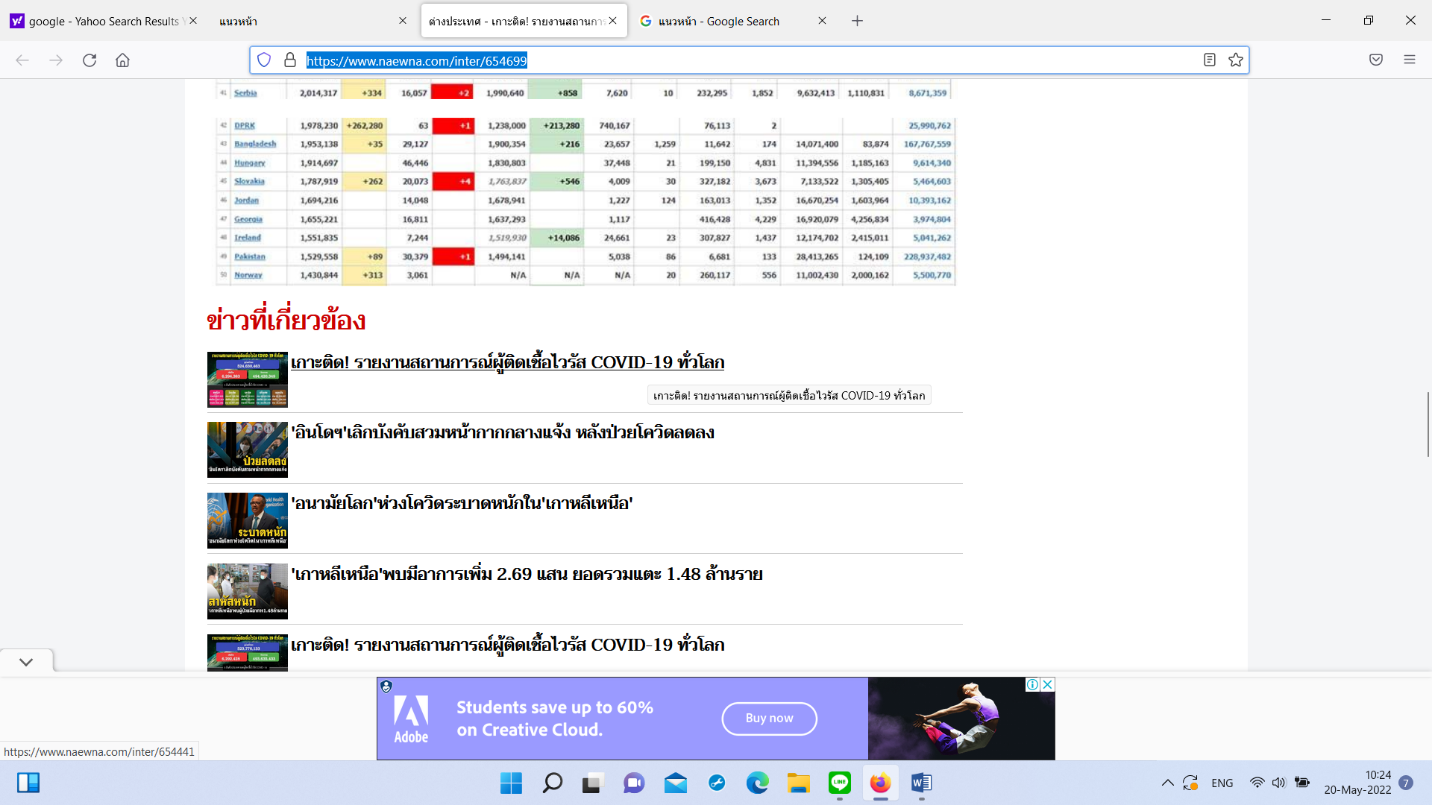 google - Yahoo Search Results
แนวหน้า
ต่างประเทศ - เกาะติด! รายงานสถานการ
แนวหน้า - Google Search
https://www.naewna.com/inter/654699
41 Serbia 2,014,317 +334 16,057 +2 1,990,640 +858 7,620 10 232,295 1,852 9,632,413 1,110,831 8,671,359
42 DPRK 1,978,230 +262,280 63 +1 1,238,000 +213,280 740,167 76,113 2 25,990,762
43 Bangladesh 1,953,138 +35 29,127 1,900,354 +216 23,657 1,259 11,642 174 14,071,400 83,874 167,767,559
44 Hungary 1,914,697 46,446 1,830,803 37,448 21 199,150 4,831 11,394,556 1,185,163 9,614,340
45 Slovakia 1,787,919 +262 20,073 +4 1,763,837 +546 4,009 30 327,182 3,673 7,133,522 1,305,405 5,464,603
46 Jordan 1,694,216 14,048 1,678,941 1,227 124 163,013 1,352 16,670,254 1,603,964 10,393,162
47 Georgia 1,655,221 16,811 1,637,293 1,117 416,428 4,229 16,920,079 4,256,834 3,974,804
48 Ireland 1,551,835 7,244 1,519,930 +14,086 24,661 23 307,827 1,437 12,174,702 2,415,011 5,041,262
49 Pakistan 1,529,558 +89 30,379 +1 1,494,141 5,038 86 6,681 133 28,413,265 124,109 228,937,482
50 Norway 1,430,844 +313 3,061 N/A N/A N/A 20 260,117 556 11,002,430 2,000,162 5,500,770
ข่าวที่เกี่ยวข้อง
เกาะติด! รายงานสถานการณ์ผู้ติดเชื้อไวรัส COVID-19 ทั่วโลก
เกาะติด! รายงานสถานการณ์ผู้ติดเชื้อไวรัส COVID-19 ทั่วโลก
'อินโดฯ'เลิกบังคับสวมหน้ากากกลางแจ้ง หลังป่วยโควิดลดลง
ป่วยลดลง
'อนามัยโลก'ห่วงโควิดระบาดหนักใน'เกาหลีเหนือ'
ระบาดหนัก
'เกาหลีเหนือ'พบมีอาการเพิ่ม 2.69 แสน ยอดรวมแตะ 1.48 ล้านราย
สาหัสหนัก
เกาะติด! รายงานสถานการณ์ผู้ติดเชื้อไวรัส COVID-19 ทั่วโลก
Adobe
Students save up to 60%
on Creative Cloud.
Buy now
https://www.naewna.com/inter/654441
LINE
ENG
10:24
20-May-2022
7